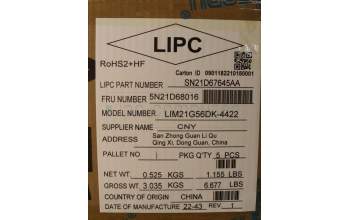 LIPC
RoHS2+HF
Carton ID 0901182210180001
LIPC PART NUMBER SN21D67645AA
FRU NUMBER 5N21D68016
MODEL NUMBER LIM21G56DK-4422
SUPPLIER NAME CNY
ADDRESS San Zhong Guan Li Qu
Qing Xi, Dong Guan, China
PALLET / PKG Q'TY 5 PCS
NET WT. 0.525 KGS 1.155 LBS
GROSS WT. 3.035 KGS 6.677 LBS
COUNTRY OF ORIGIN CHINA
DATE OF MANUFACTURE 22-43 REV 1